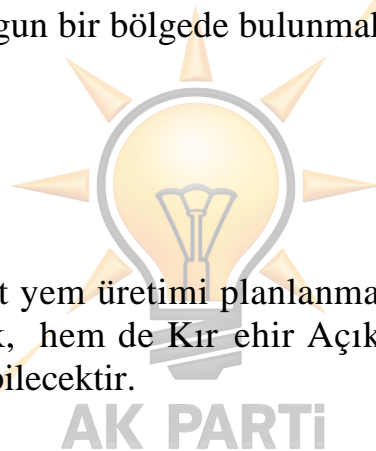 gun bir bölgede bulunmal
t yem üretimi planlanma
k, hem de Kır ehir Açık
bilecektir.
AK PARTi